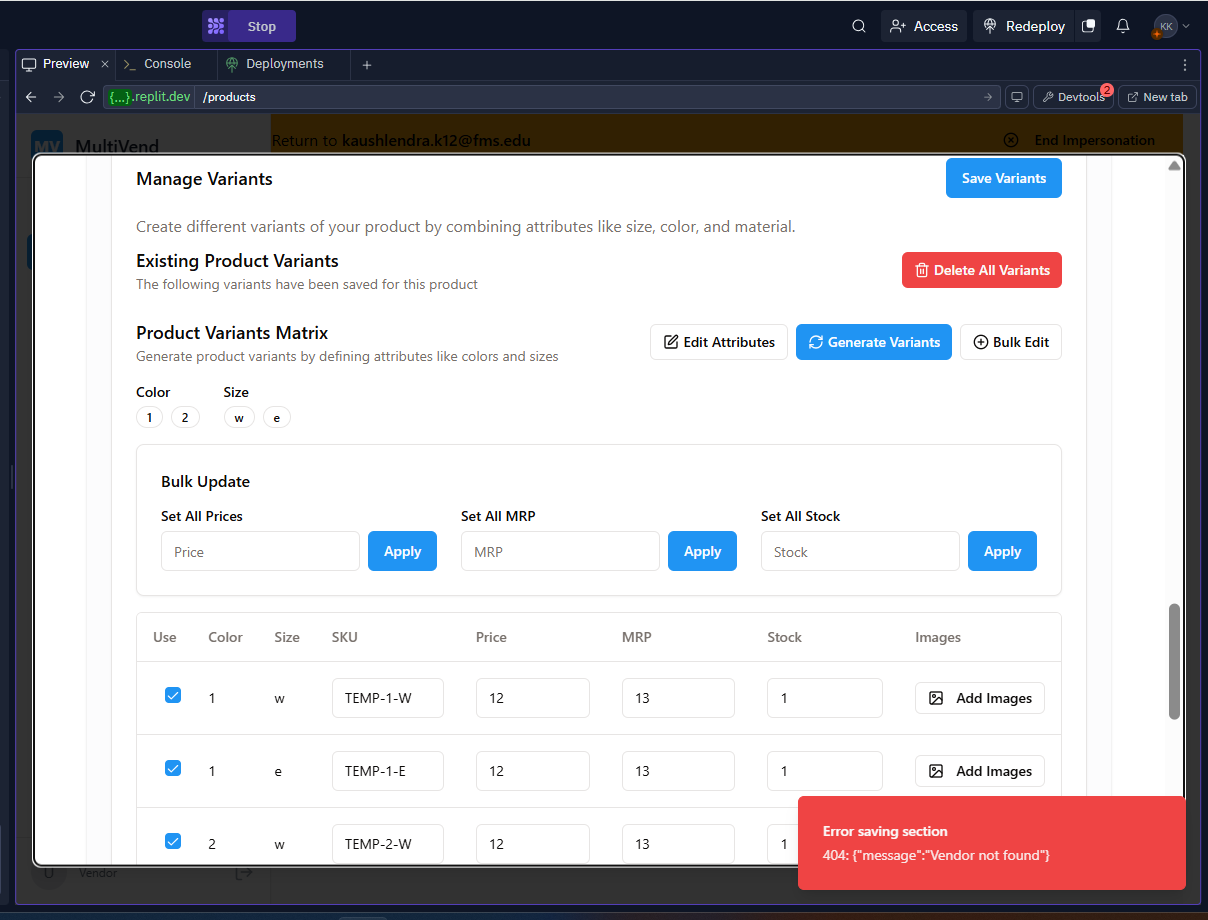 Stop
Access
Redeploy
KK
Preview
Console
Deployments
{...}.replit.dev /products
Devtools 2
New tab
MV MultiVend
Return to kaushlendra.k12@fms.edu
End Impersonation
Manage Variants
Save Variants
Create different variants of your product by combining attributes like size, color, and material.
Existing Product Variants
The following variants have been saved for this product
Delete All Variants
Product Variants Matrix
Generate product variants by defining attributes like colors and sizes
Edit Attributes
Generate Variants
Bulk Edit
Color Size
1 2 w e
Bulk Update
Set All Prices Set All MRP Set All Stock
Price Apply MRP Apply Stock Apply
Use Color Size SKU Price MRP Stock Images
1 w TEMP-1-W 12 13 1 Add Images
1 e TEMP-1-E 12 13 1 Add Images
2 w TEMP-2-W 12 13 1
Error saving section
404: {"message":"Vendor not found"}
U Vendor